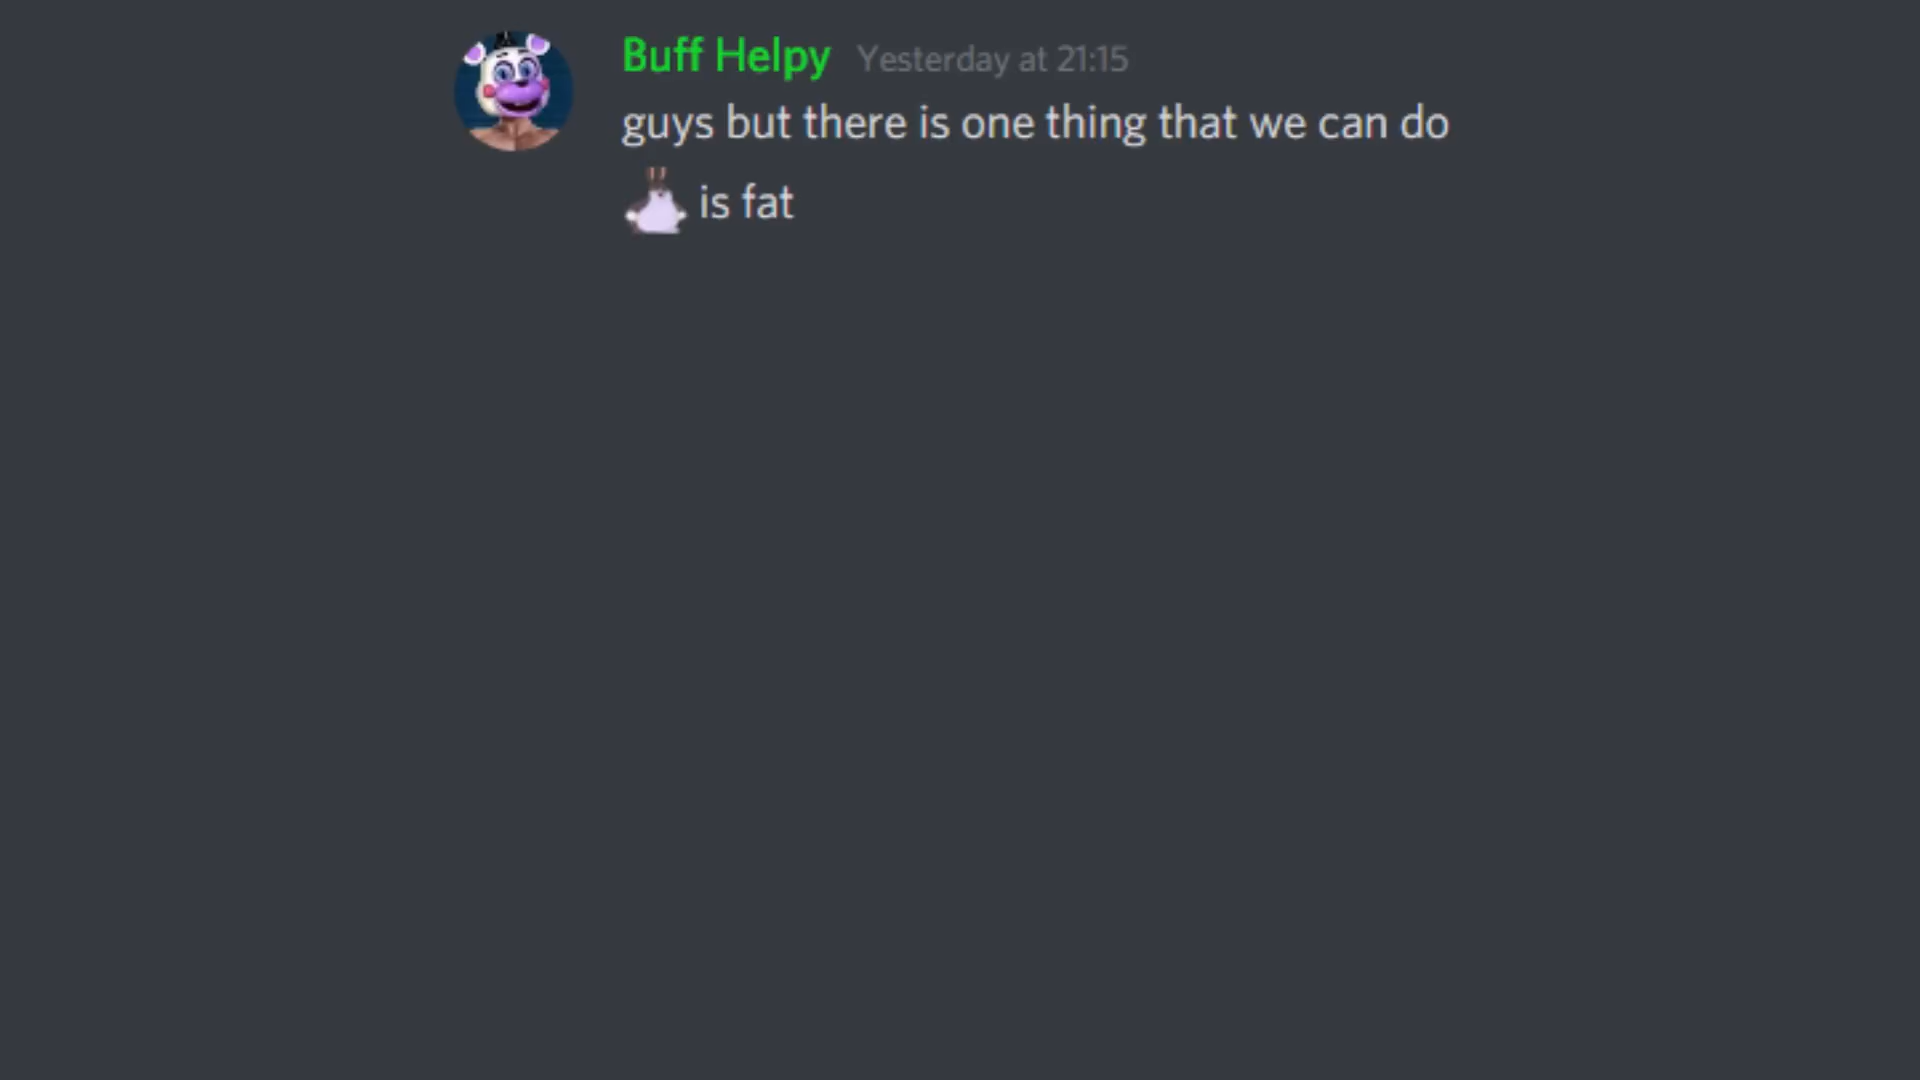 Buff Helpy Yesterday at 21:15
guys but there is one thing that we can do
is fat